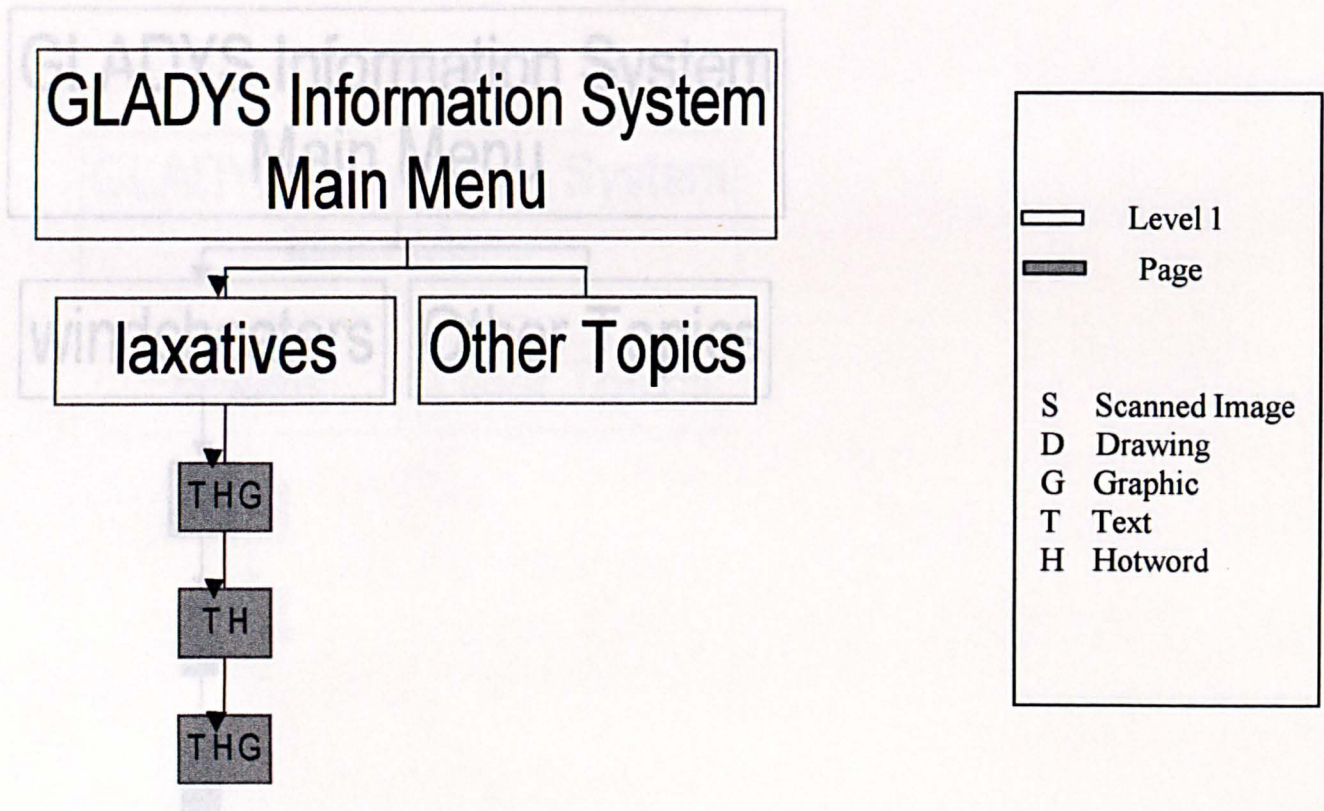 GLADYS Information System
Main Menu
laxatives
Other Topics
THG
TH
THG
Level 1
Page
S Scanned Image
D Drawing
G Graphic
T Text
H Hotword